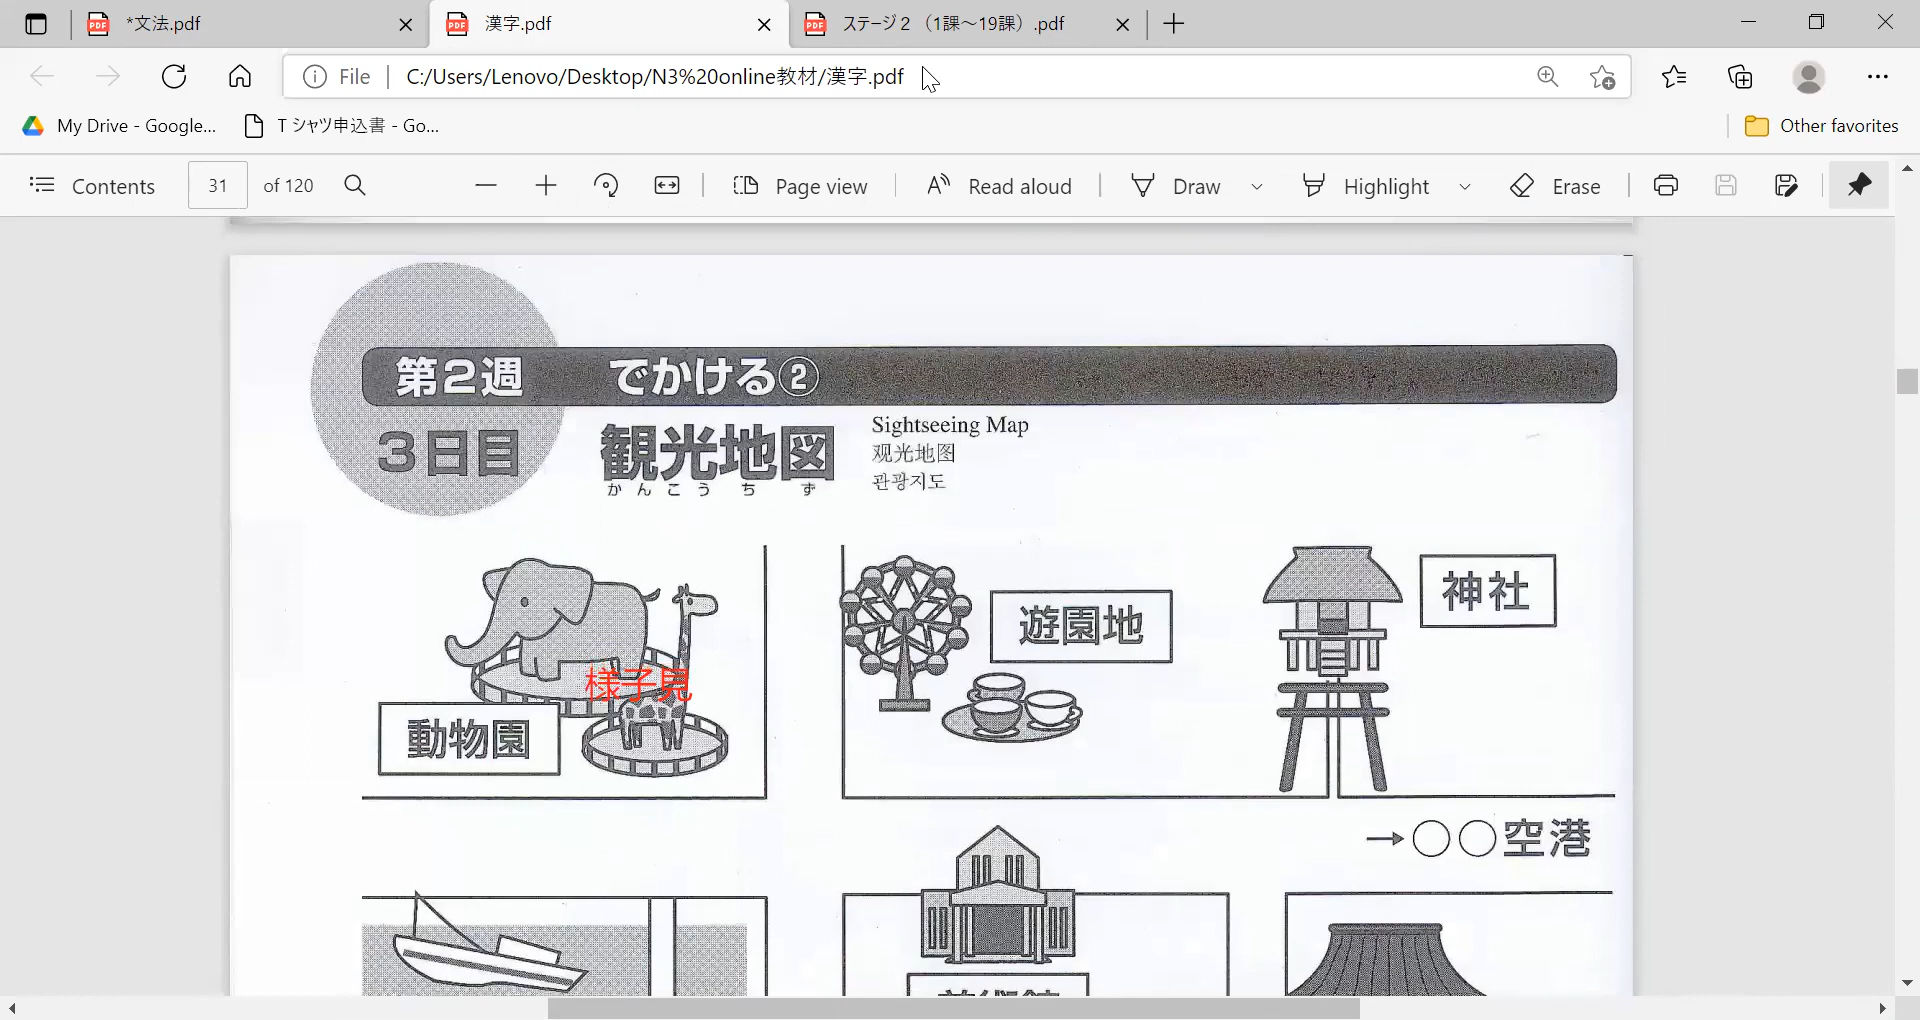 *文法.pdf
漢字.pdf
ステージ2（1課～19課）.pdf
File
C:/Users/Lenovo/Desktop/N3%20online教材/漢字.pdf
My Drive - Google...
Tシャツ申込書 - Go...
Other favorites
Contents
31
of 120
Page view
Read aloud
Draw
Highlight
Erase
第2週
でかける②
3日目
観光地図
かんこうちず
Sightseeing Map
观光地图
관광지도
様子見
動物園
遊園地
神社
→○○空港